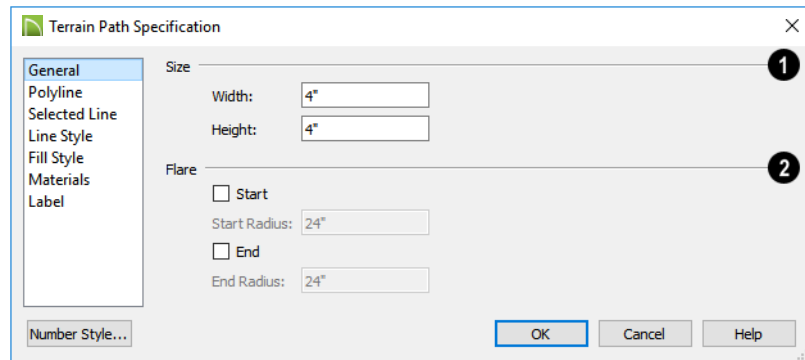 Terrain Path Specification
General
Polyline
Selected Line
Line Style
Fill Style
Materials
Label
Size
1
Width: 4"
Height: 4"
Flare
2
Start
Start Radius: 24"
End
End Radius: 24"
Number Style...
OK
Cancel
Help